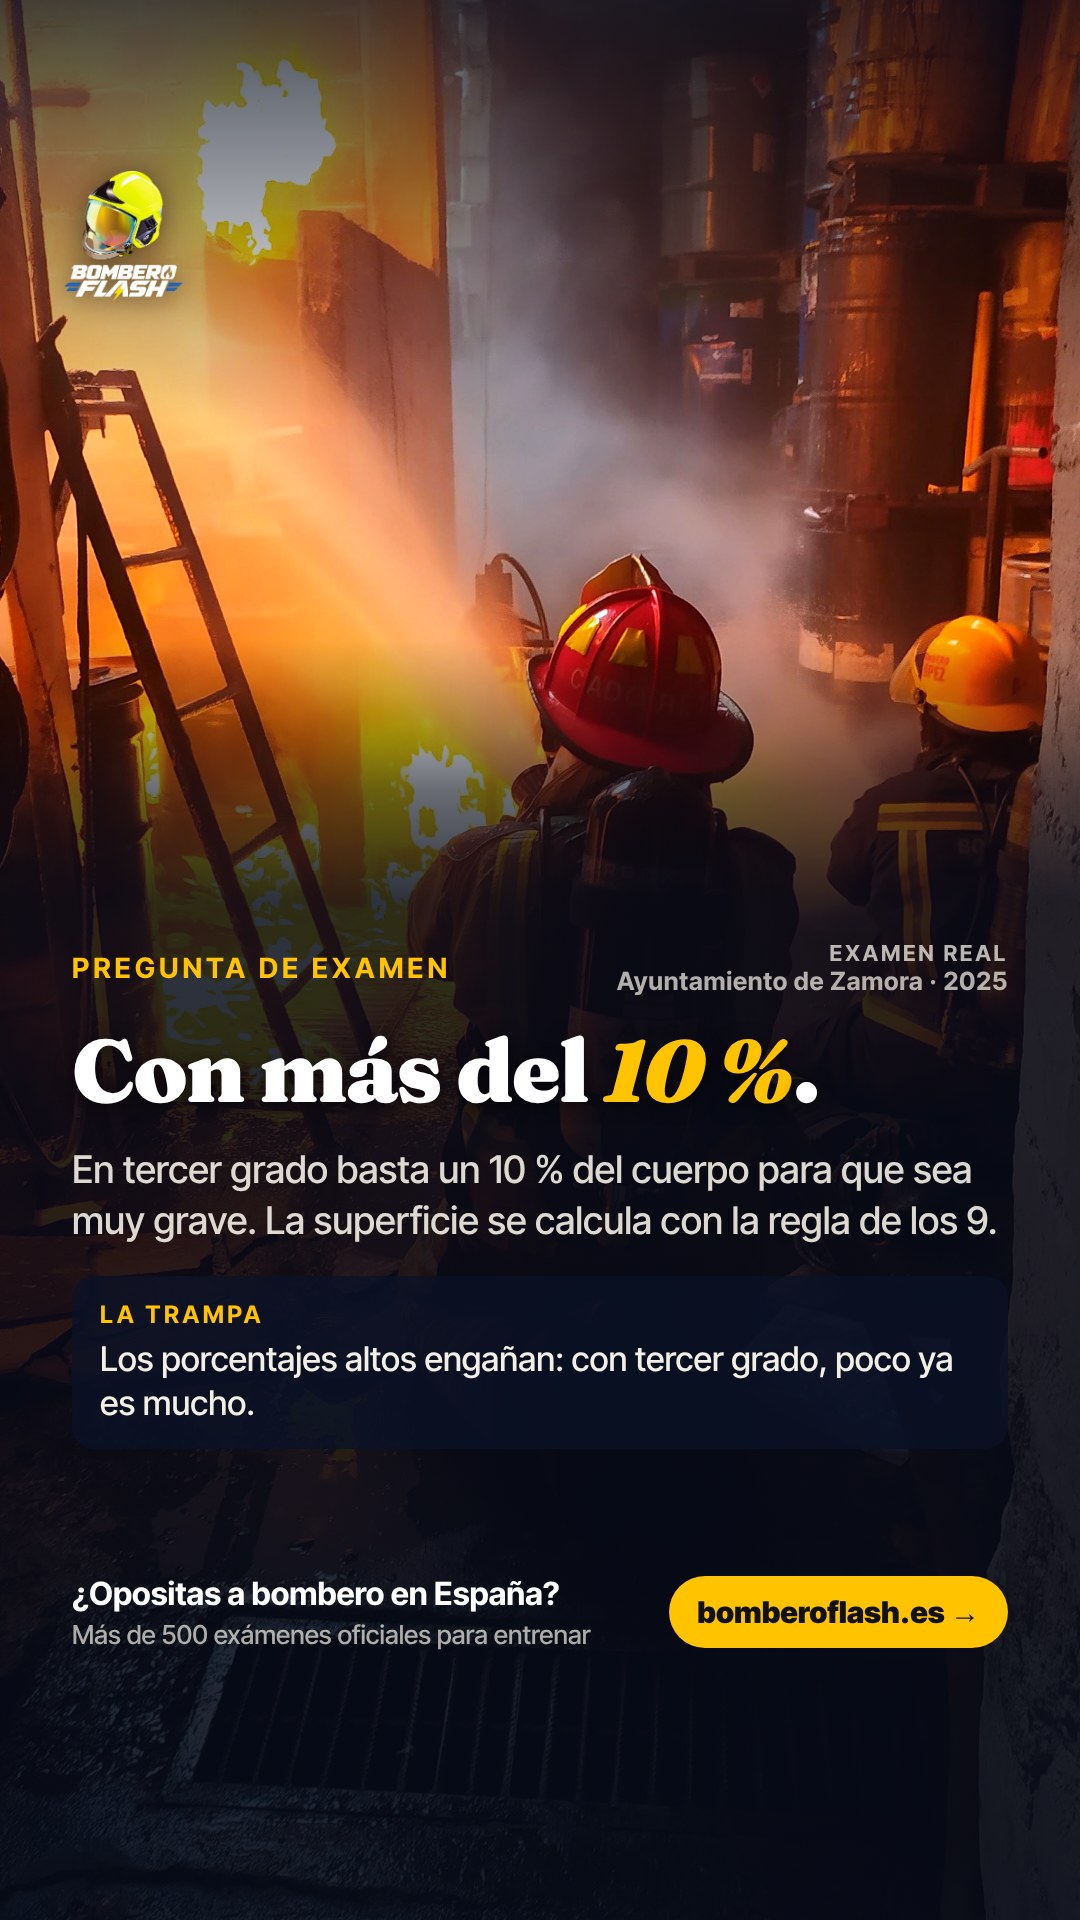 BOMBERO
FLASH
PREGUNTA DE EXAMEN
EXAMEN REAL
Ayuntamiento de Zamora · 2025
Con más del 10 %.
En tercer grado basta un 10 % del cuerpo para que sea
muy grave. La superficie se calcula con la regla de los 9.
LA TRAMPA
Los porcentajes altos engañan: con tercer grado, poco ya
es mucho.
¿Opositas a bombero en España?
Más de 500 exámenes oficiales para entrenar
bomberoflash.es →